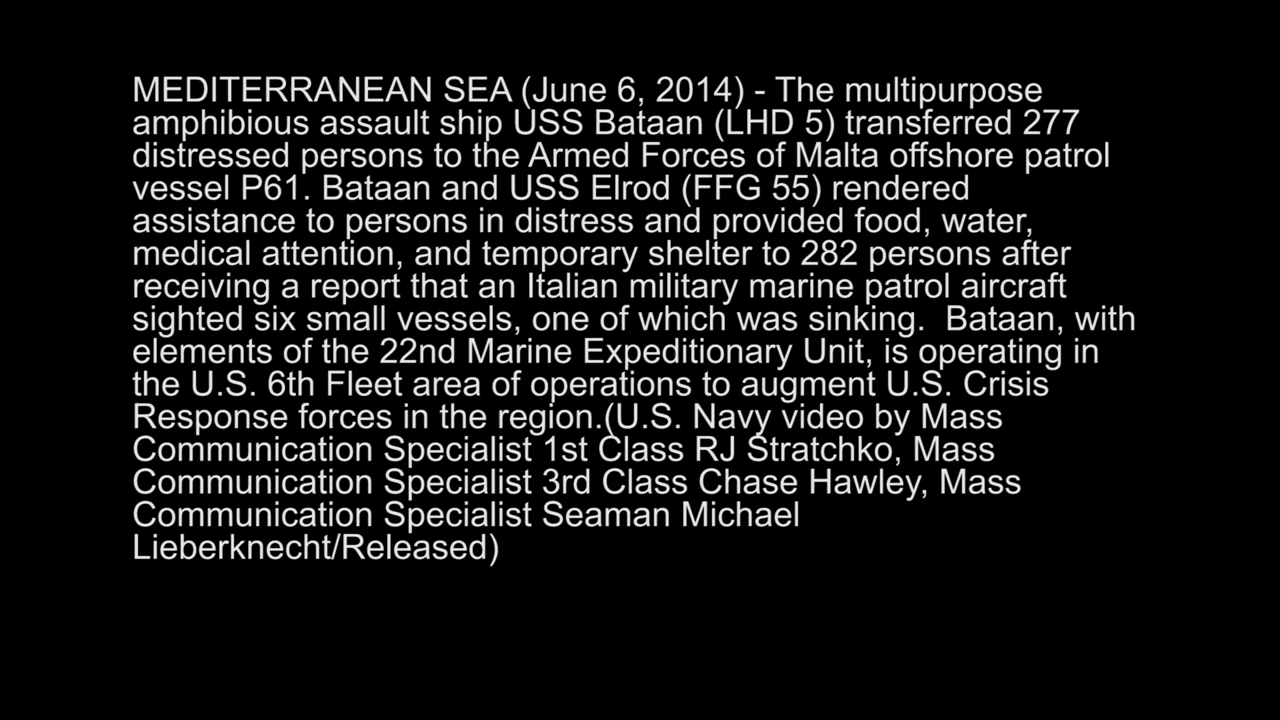 MEDITERRANEAN SEA (June 6, 2014) - The multipurpose
amphibious assault ship USS Bataan (LHD 5) transferred 277
distressed persons to the Armed Forces of Malta offshore patrol
vessel P61. Bataan and USS Elrod (FFG 55) rendered
assistance to persons in distress and provided food, water,
medical attention, and temporary shelter to 282 persons after
receiving a report that an Italian military marine patrol aircraft
sighted six small vessels, one of which was sinking.  Bataan, with
elements of the 22nd Marine Expeditionary Unit, is operating in
the U.S. 6th Fleet area of operations to augment U.S. Crisis
Response forces in the region.(U.S. Navy video by Mass
Communication Specialist 1st Class RJ Stratchko, Mass
Communication Specialist 3rd Class Chase Hawley, Mass
Communication Specialist Seaman Michael
Lieberknecht/Released)